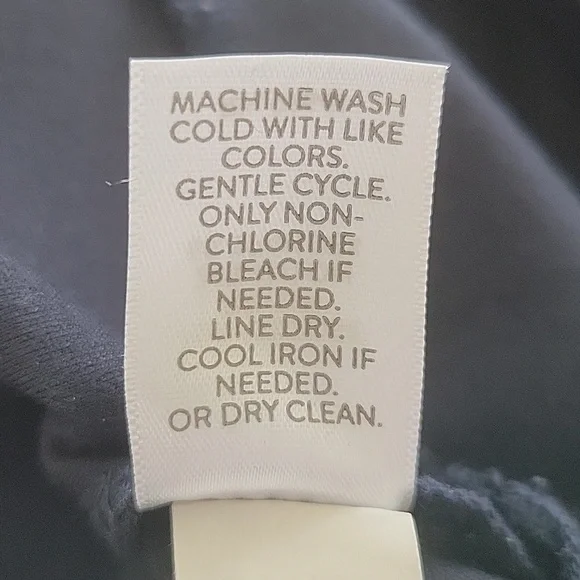 MACHINE WASH
COLD WITH LIKE
COLORS.
GENTLE CYCLE.
ONLY NON-
CHLORINE
BLEACH IF
NEEDED.
LINE DRY.
COOL IRON IF
NEEDED.
OR DRY CLEAN.